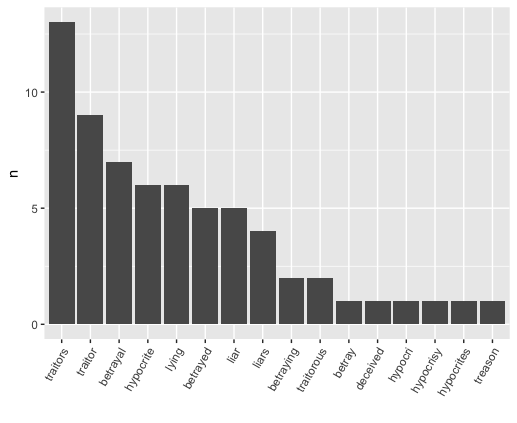 10
5
0
n
traitors
traitor
betrayal
hypocrite
lying
betrayed
liar
liars
betraying
traitorous
betray
deceived
hypocri
hypocrisy
hypocrites
treason